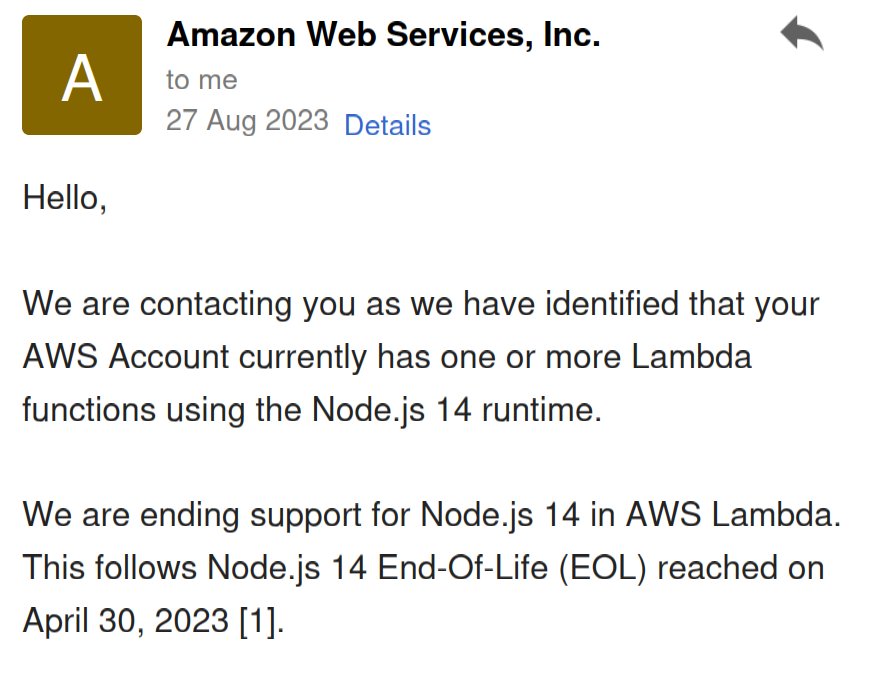 A
Amazon Web Services, Inc.
to me
27 Aug 2023 Details
Hello,
We are contacting you as we have identified that your
AWS Account currently has one or more Lambda
functions using the Node.js 14 runtime.
We are ending support for Node.js 14 in AWS Lambda.
This follows Node.js 14 End-Of-Life (EOL) reached on
April 30, 2023 [1].